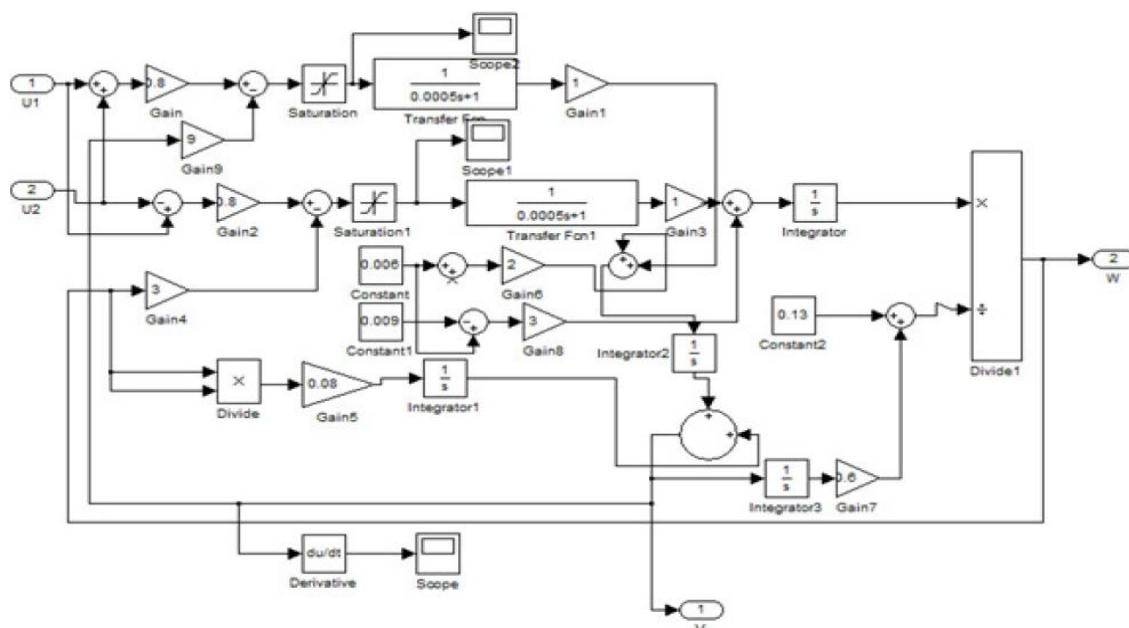 Scope2
1
U1
0.8
Gain
Saturation
1
0.0005s+1
Transfer Fcn
1
Gain1
9
Gain9
Scope1
2
U2
0.8
Gain2
Saturation1
1
0.0005s+1
Transfer Fcn1
1
Gain3
1
s
Integrator
×
2
W
3
Gain4
0.006
Constant
2
Gain6
0.009
Constant1
3
Gain8
0.13
Constant2
÷
Divide1
×
Divide
0.08
Gain5
1
s
Integrator1
Integrator2
1
s
1
s
Integrator3
0.6
Gain7
du/dt
Derivative
Scope
1